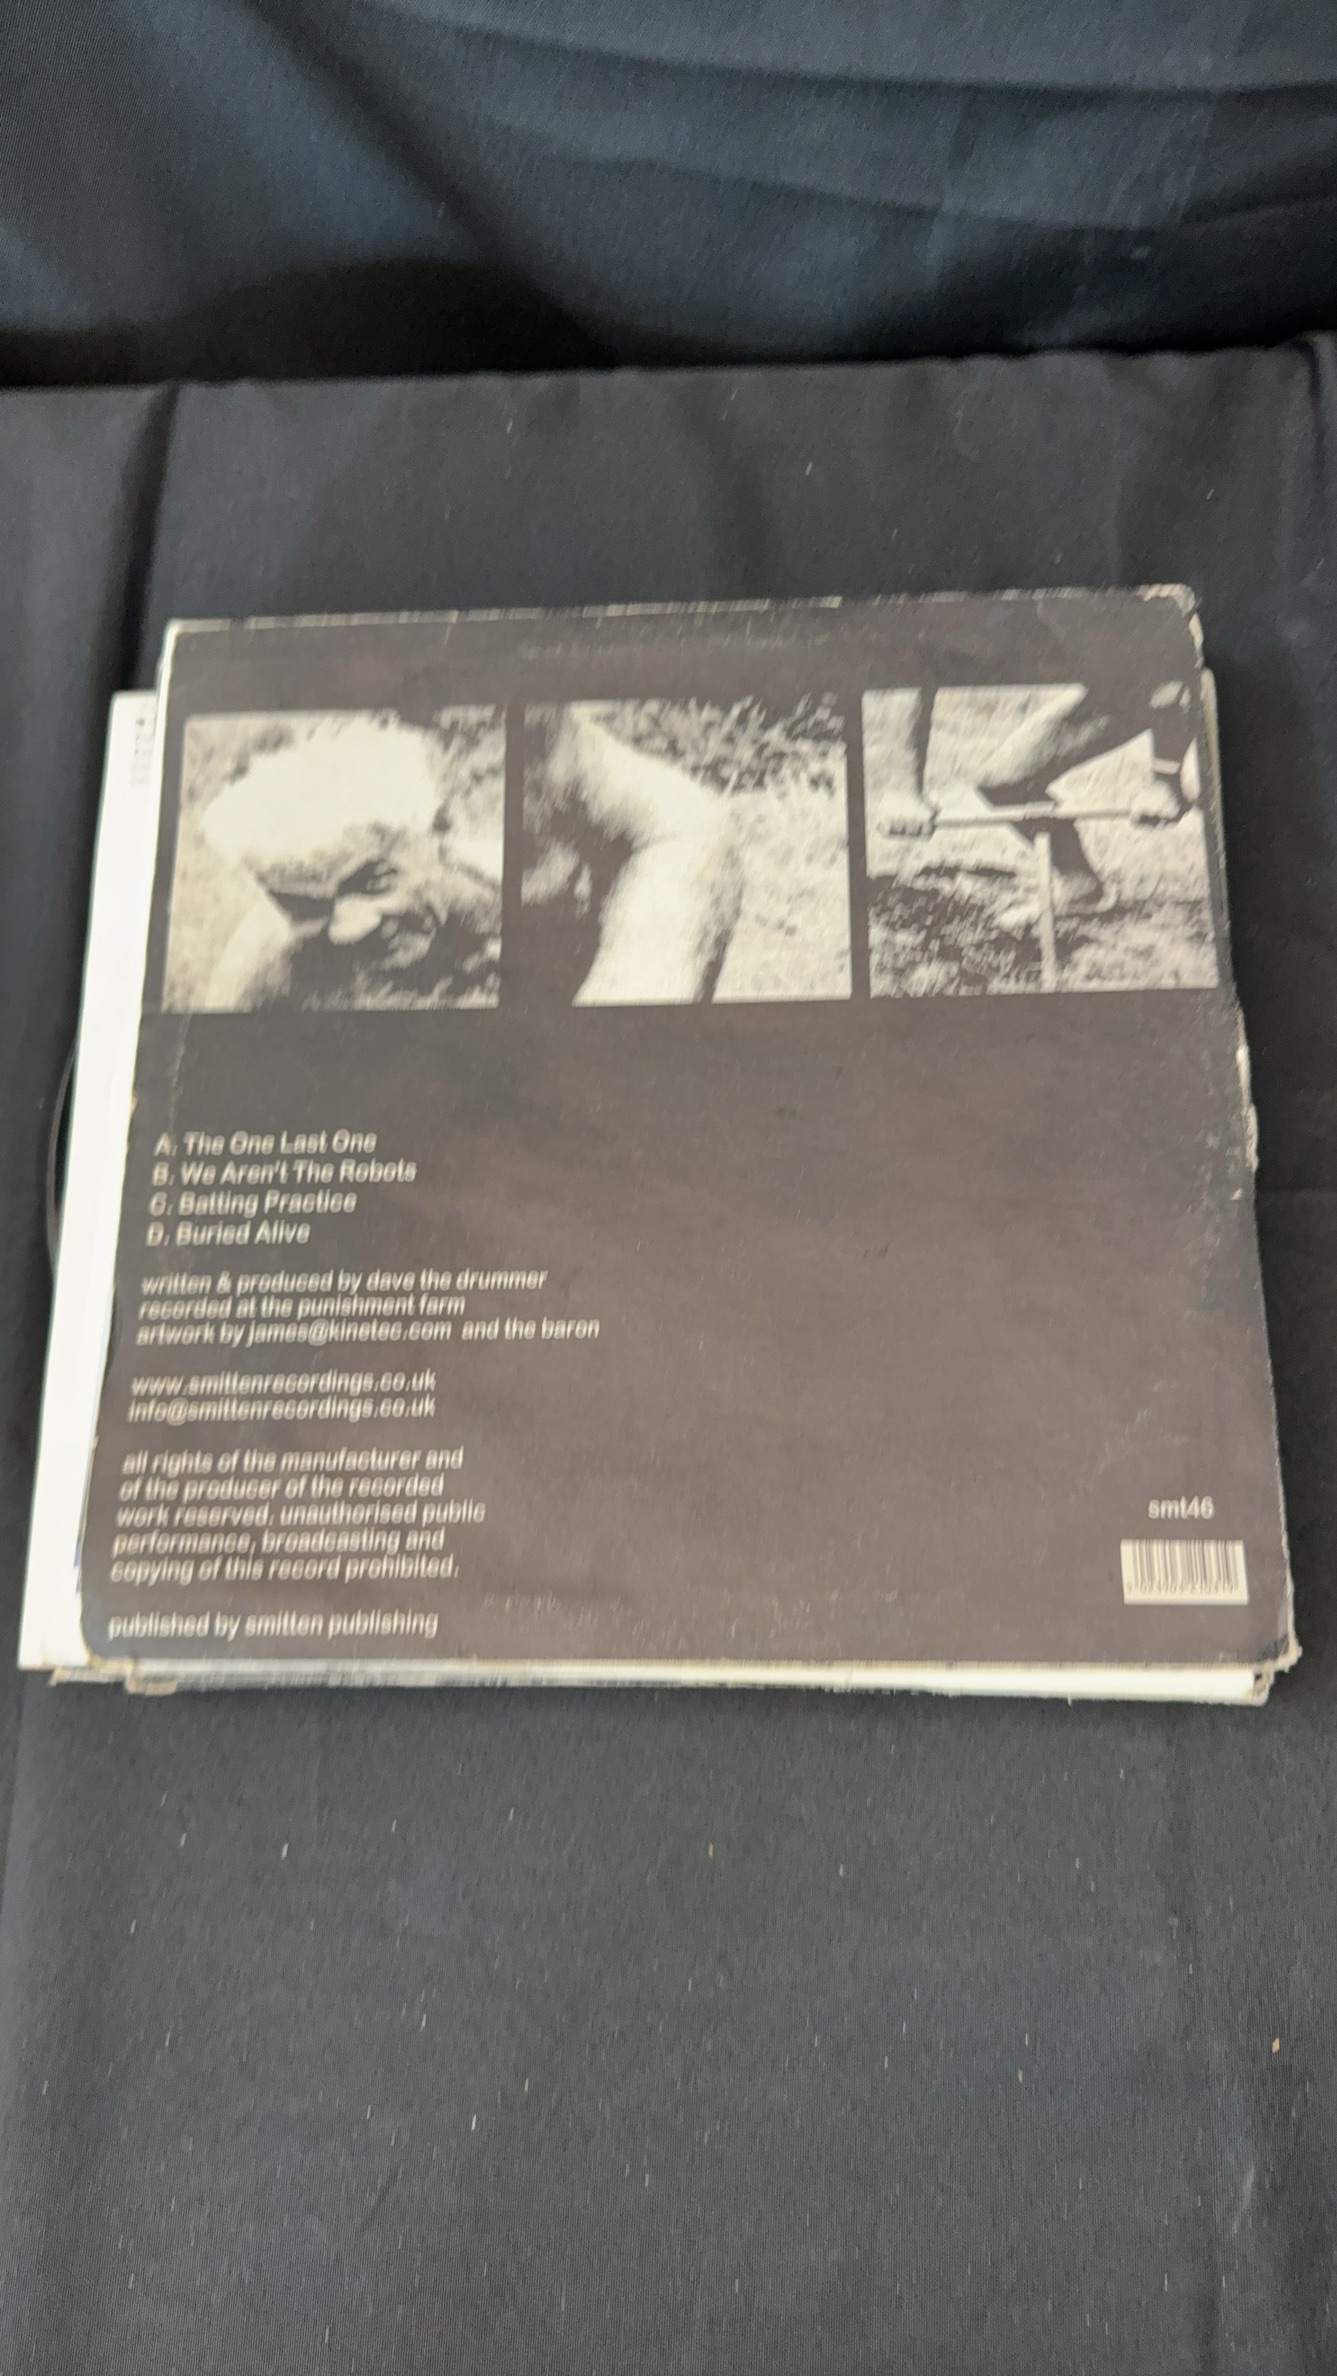 A. The One Last One
B. We Aren't The Robots
C. Batting Practice
D. Buried Alive
written & produced by dave the drummer
recorded at the punishment farm
artwork by james@kinetec.com and the baron
www.smittenrecordings.co.uk
info@smittenrecordings.co.uk
all rights of the manufacturer and
of the producer of the recorded
work reserved. unauthorised public
performance, broadcasting and
copying of this record prohibited.
published by smitten publishing
smt46